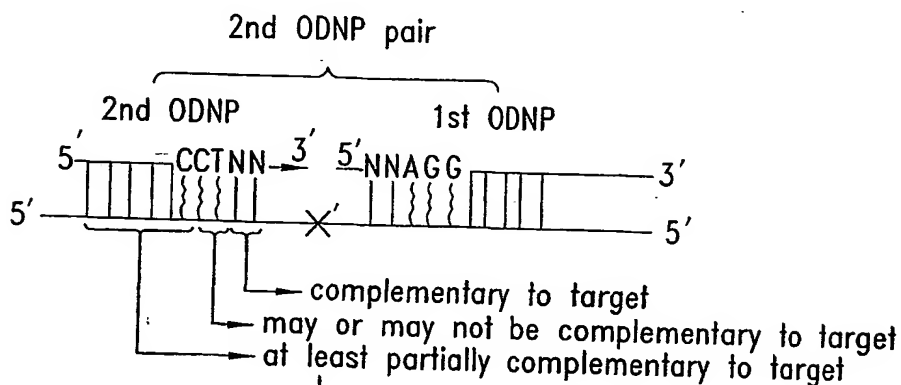 2nd ODNP pair
2nd ODNP 1st ODNP
5' CCTNN 3' 5' NNAGG 3'
5' X' 5'
complementary to target
may or may not be complementary to target
at least partially complementary to target